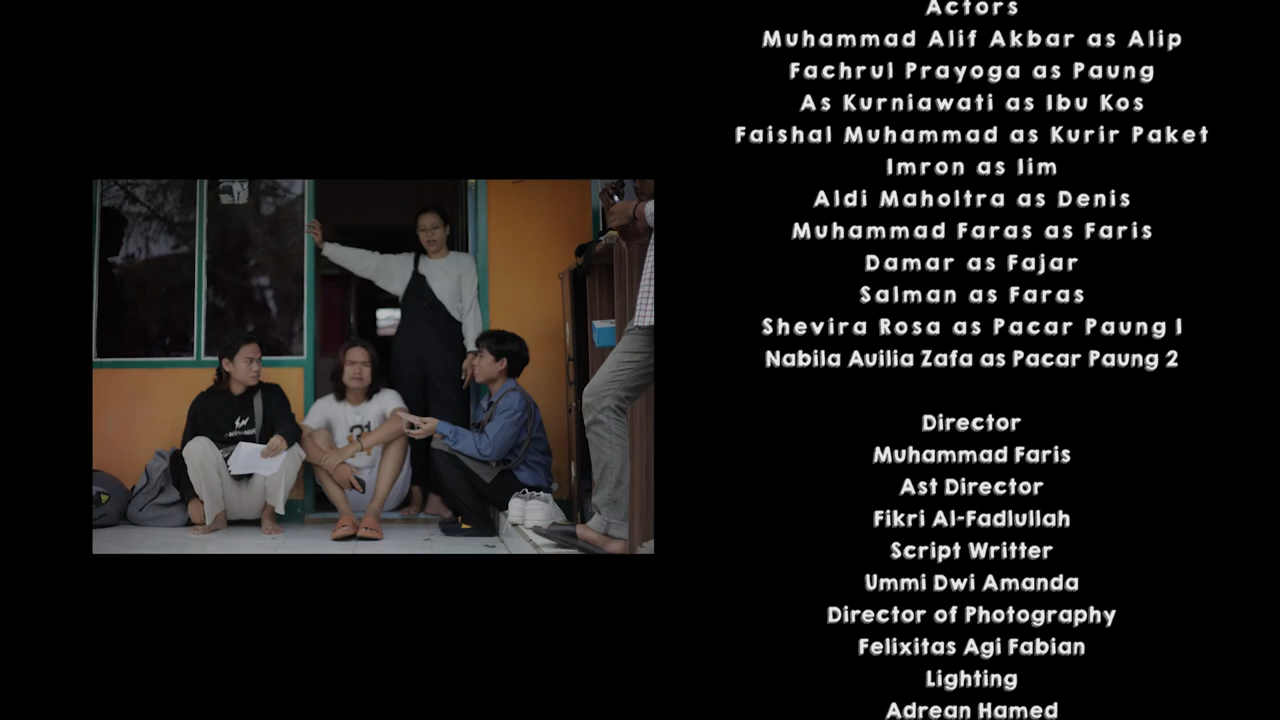 Actors
Muhammad Alif Akbar as Alip
Fachrul Prayoga as Paung
As Kurniawati as Ibu Kos
Faishal Muhammad as Kurir Paket
Imron as Iim
Aldi Maholtra as Denis
Muhammad Faras as Faris
Damar as Fajar
Salman as Faras
Shevira Rosa as Pacar Paung 1
Nabila Auilia Zafa as Pacar Paung 2
Director
Muhammad Faris
Ast Director
Fikri Al-Fadlullah
Script Writter
Ummi Dwi Amanda
Director of Photography
Felixitas Agi Fabian
Lighting
Adrean Hamed